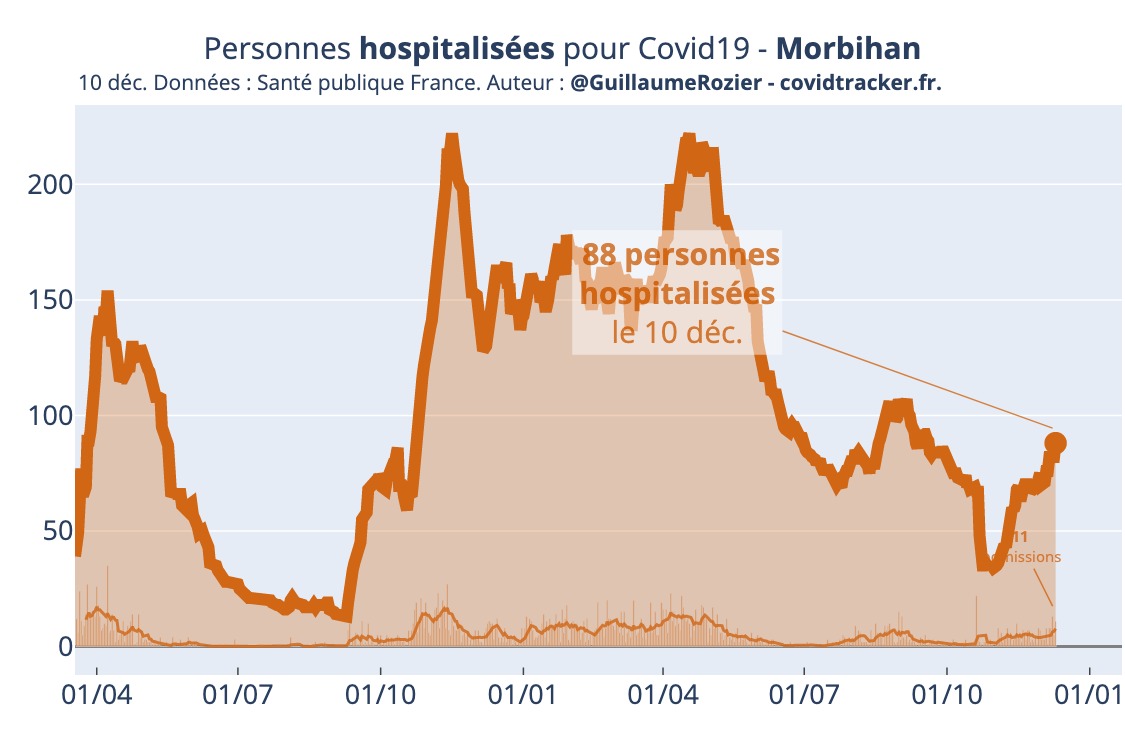 Personnes hospitalisées pour Covid19 - Morbihan
10 déc. Données : Santé publique France. Auteur : @GuillaumeRozier - covidtracker.fr.
200
150
100
50
0
88 personnes
hospitalisées
le 10 déc.
11
01/04 01/07 01/10 01/01 01/04 01/07 01/10 01/01